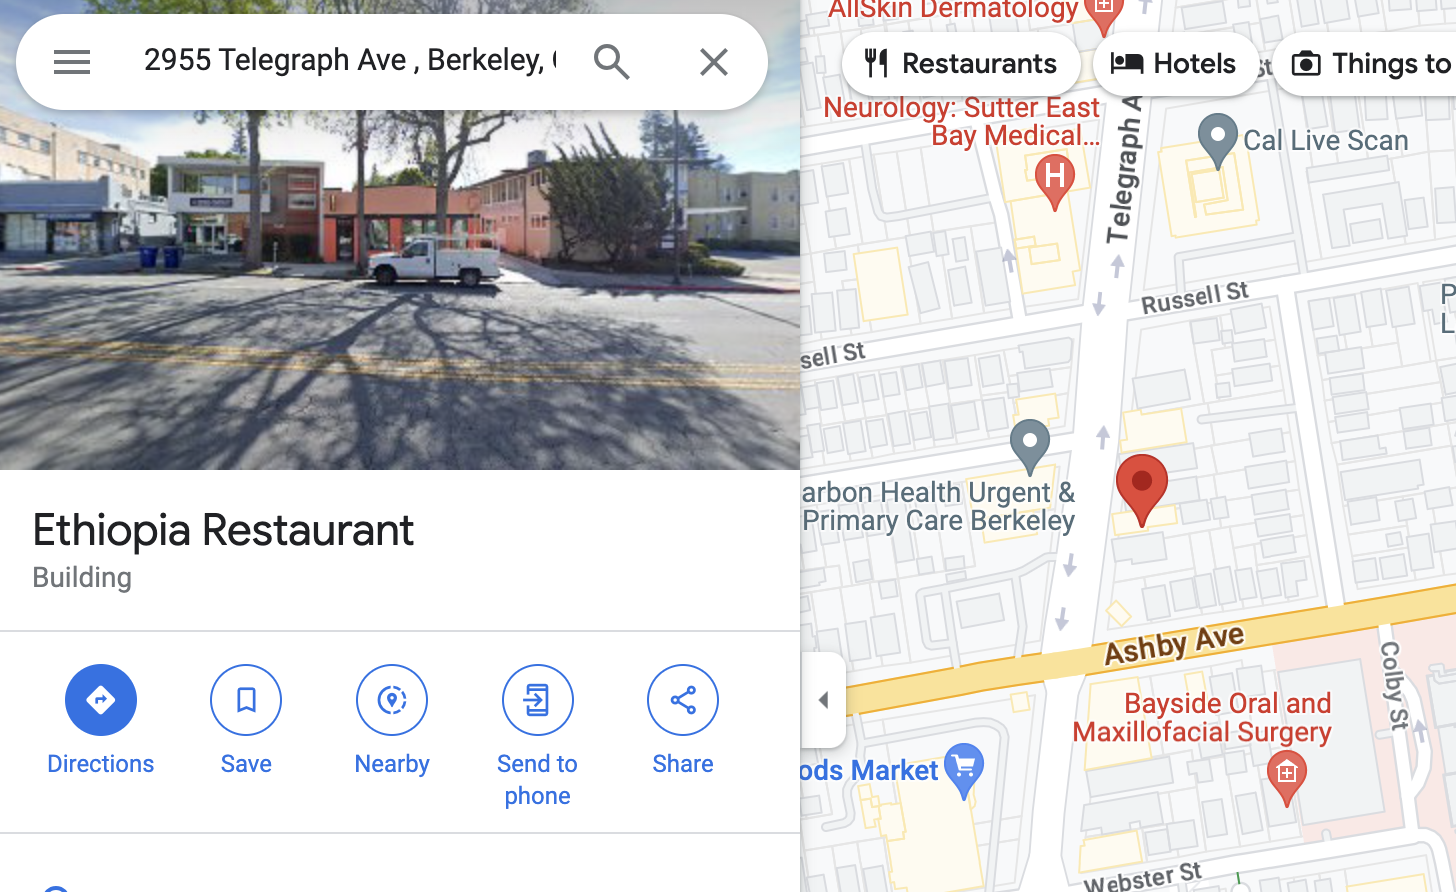 2955 Telegraph Ave , Berkeley,
Ethiopia Restaurant
Building
Directions
Save
Nearby
Send to
phone
Share
AllSkin Dermatology
Restaurants
Hotels
Things to
St
Neurology: Sutter East
Bay Medical...
H
Telegraph A
Cal Live Scan
Russell St
sell St
P
L
arbon Health Urgent &
Primary Care Berkeley
Ashby Ave
Colby St
Bayside Oral and
Maxillofacial Surgery
ods Market
Webster St